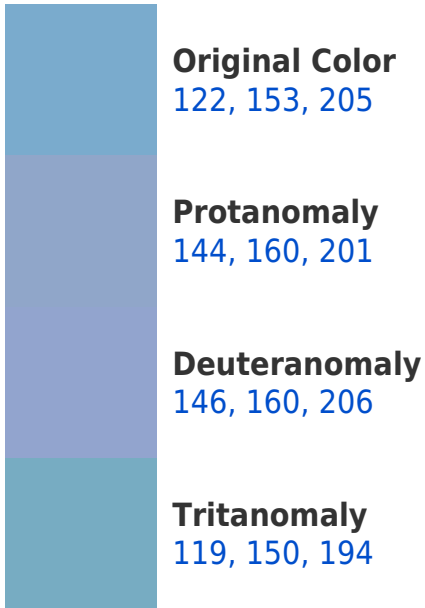 Original Color
122, 153, 205
Protanomaly
144, 160, 201
Deuteranomaly
146, 160, 206
Tritanomaly
119, 150, 194